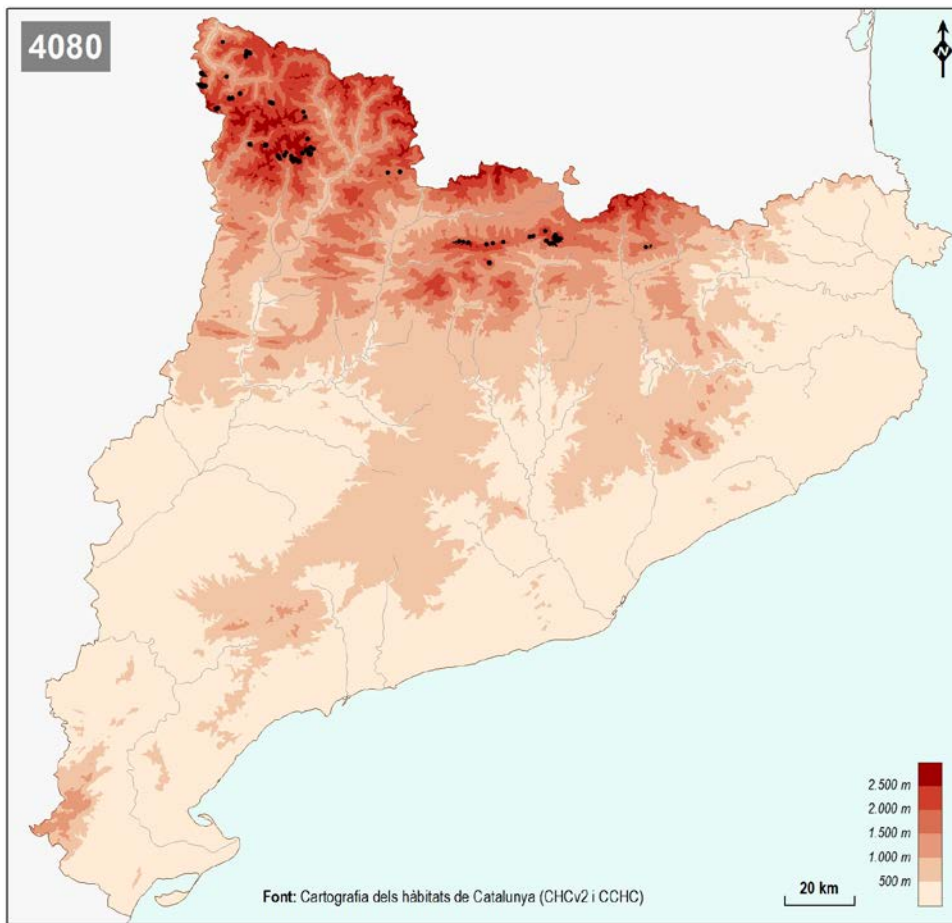 4080
N
2.500 m
2.000 m
1.500 m
1.000 m
500 m
20 km
Font: Cartografia dels hàbitats de Catalunya (CHCv2 i CCHC)